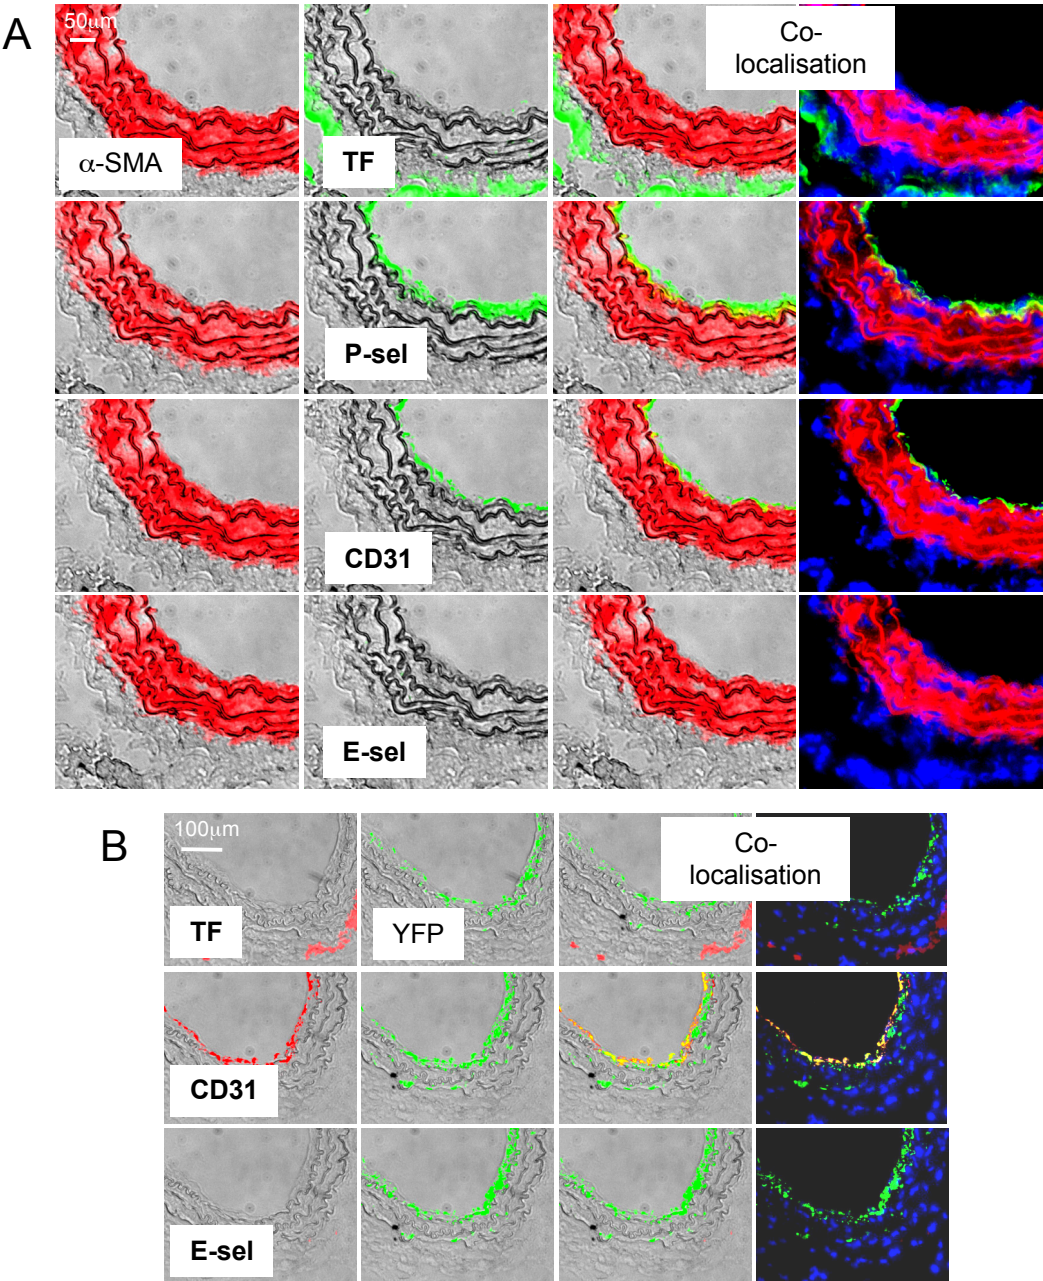 A
50μm
Co-
localisation
α-SMA
TF
P-sel
CD31
E-sel
B
100μm
Co-
localisation
TF
YFP
CD31
E-sel